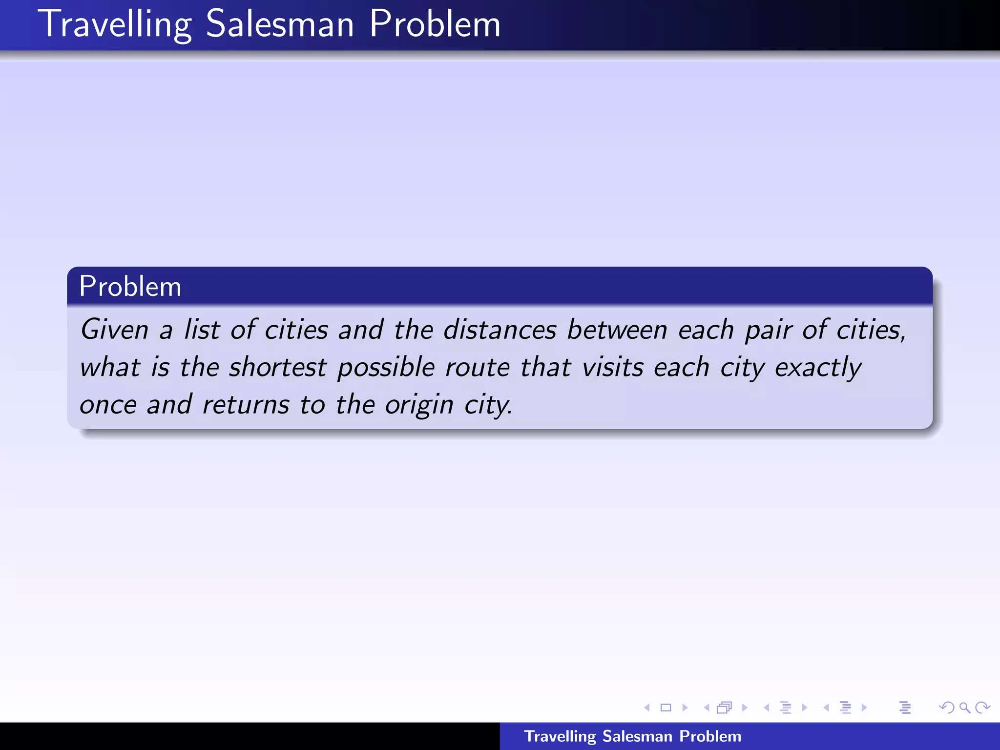 Travelling Salesman Problem
Problem
Given a list of cities and the distances between each pair of cities,
what is the shortest possible route that visits each city exactly
once and returns to the origin city.
Travelling Salesman Problem